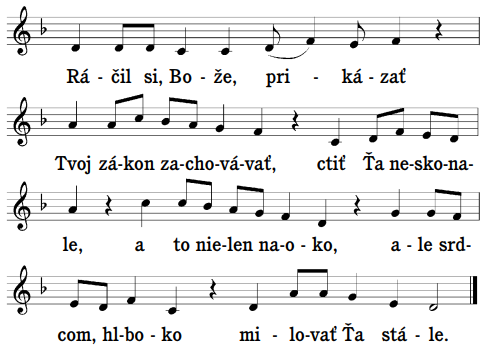 Rá - čil si, Bo - že, pri - ká - zať
Tvoj zá-kon za-cho-vá-vať, ctiť Ťa ne-sko-na-
le, a to nie-len na-o-ko, a - le srd-
com, hl-bo - ko mi - lo-vať Ťa stá - le.